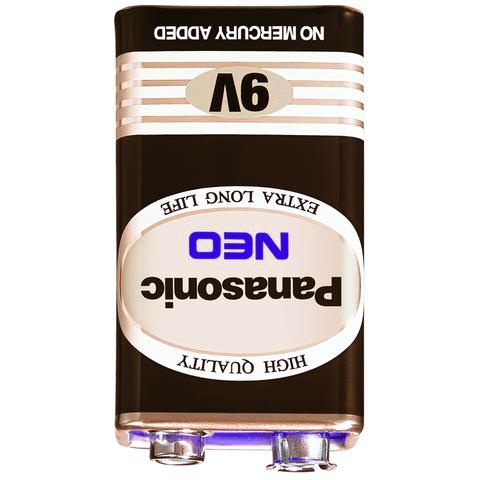 HIGH QUALITY
Panasonic
NEO
EXTRA LONG LIFE
9V
NO MERCURY ADDED